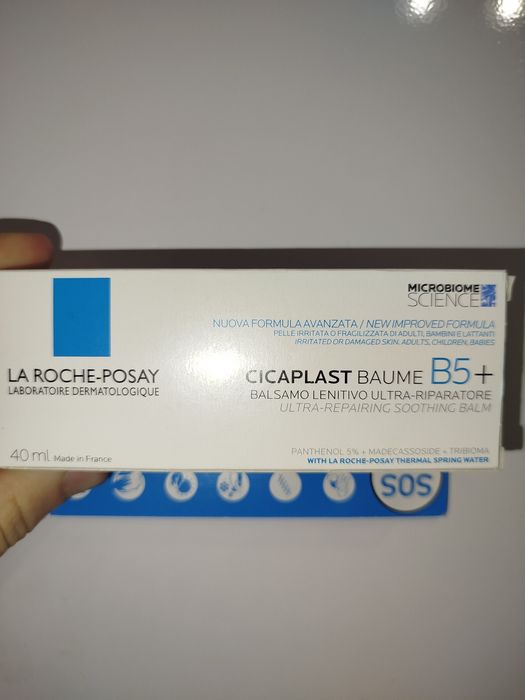 MICROBIOME
SCIENCE
NUOVA FORMULA AVANZATA / NEW IMPROVED FORMULA
PELLE IRRITATA O FRAGILIZZATA DI ADULTI, BAMBINI E LATTANTI
IRRITATED OR DAMAGED SKIN, ADULTS, CHILDREN, BABIES
LA ROCHE-POSAY
LABORATOIRE DERMATOLOGIQUE
CICAPLAST BAUME B5+
BALSAMO LENITIVO ULTRA-RIPARATORE
ULTRA-REPAIRING SOOTHING BALM
40 ml Made in France
PANTHENOL 5% + MADECASSOSIDE + TRIBIOMA
WITH LA ROCHE-POSAY THERMAL SPRING WATER
SOS